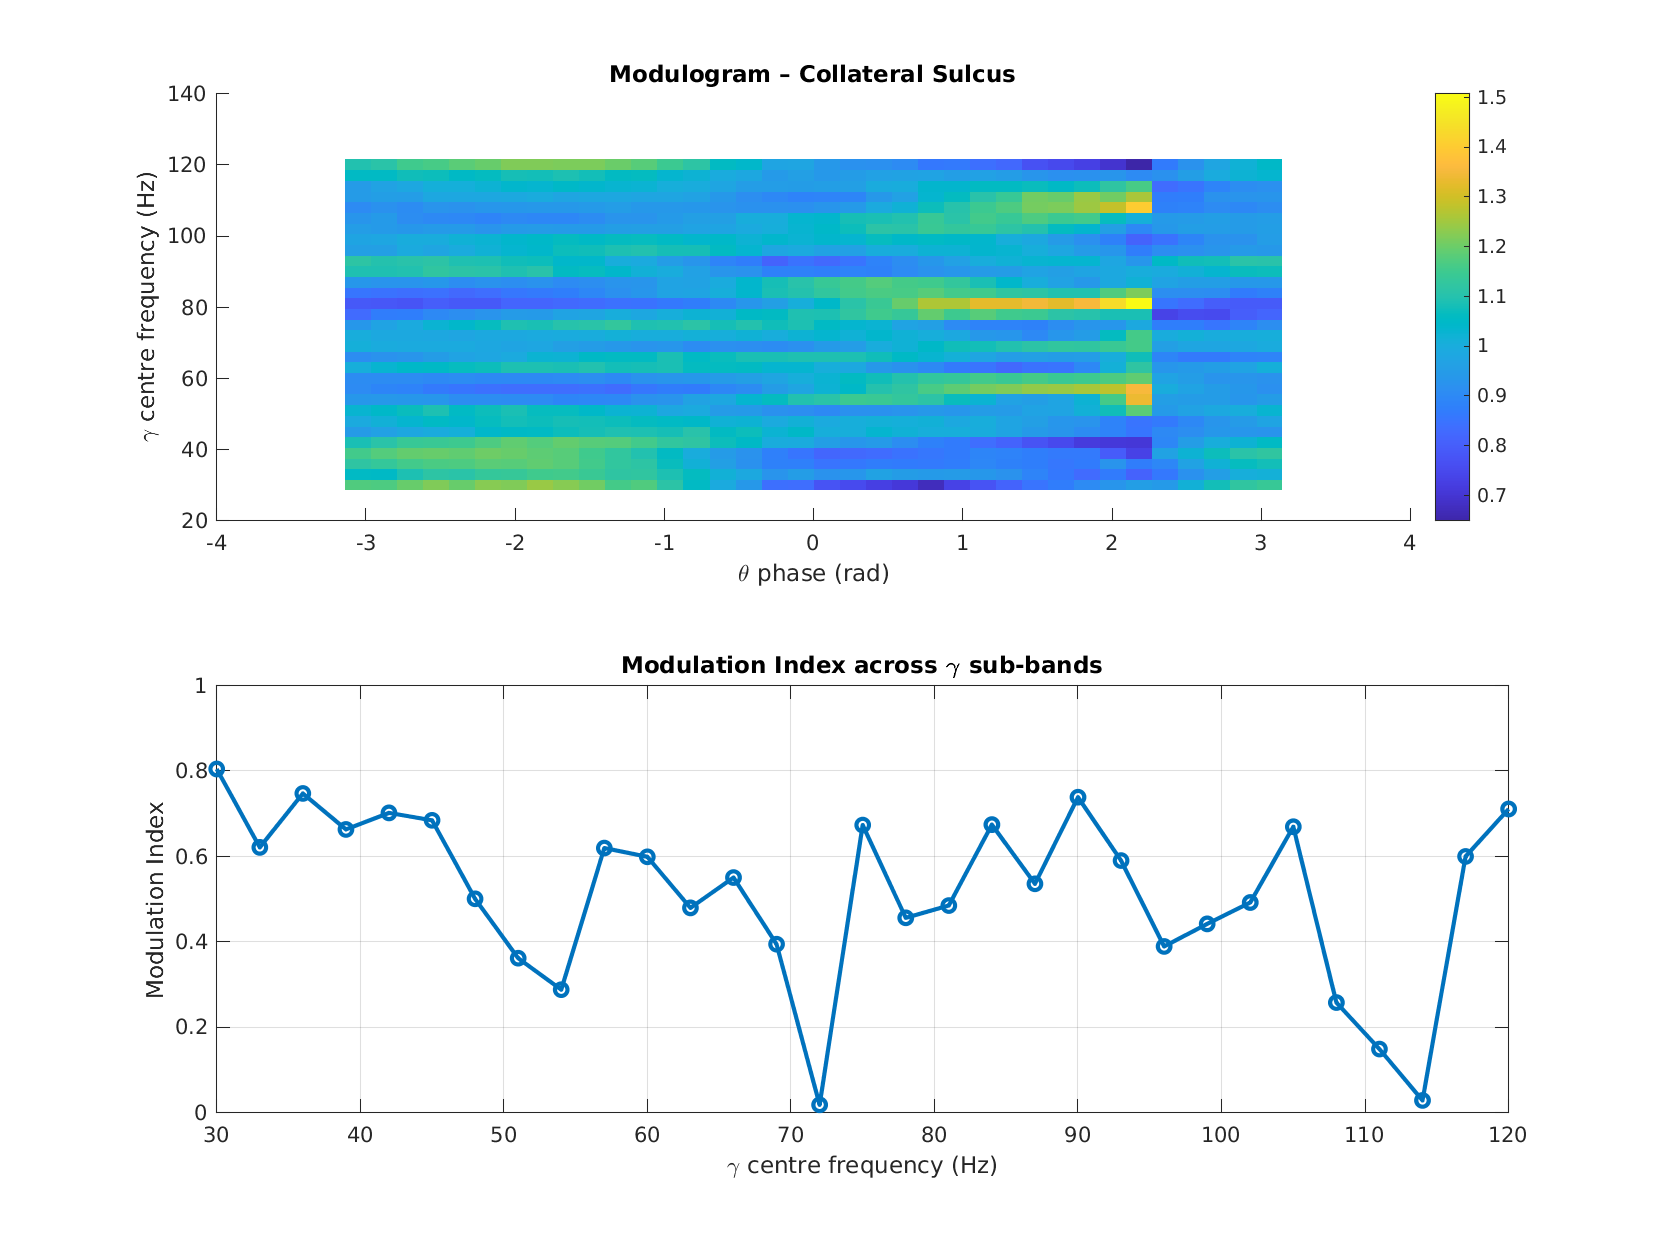 Modulogram – Collateral Sulcus
140
120
100
80
60
40
20
γ centre frequency (Hz)
-4 -3 -2 -1 0 1 2 3 4
θ phase (rad)
1.5
1.4
1.3
1.2
1.1
1
0.9
0.8
0.7
Modulation Index across γ sub-bands
1
0.8
0.6
0.4
0.2
0
Modulation Index
30 40 50 60 70 80 90 100 110 120
γ centre frequency (Hz)